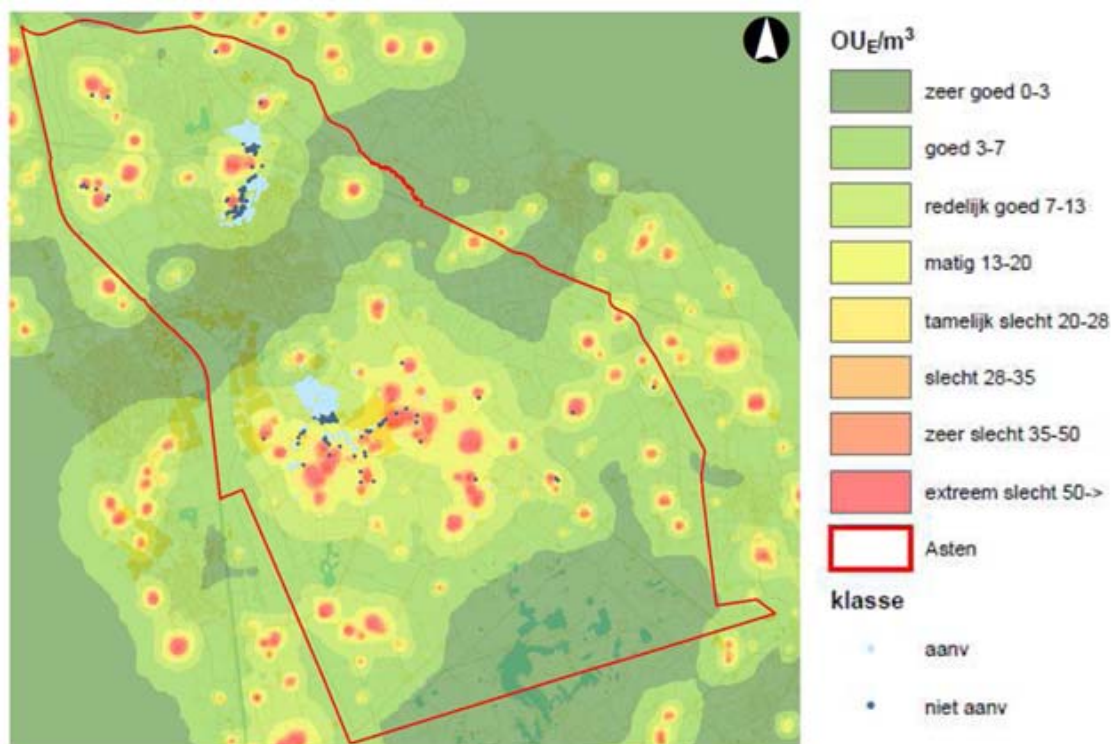 OU_E/m³
zeer goed 0-3
goed 3-7
redelijk goed 7-13
matig 13-20
tamelijk slecht 20-28
slecht 28-35
zeer slecht 35-50
extreem slecht 50->
Asten
klasse
aanv
niet aanv